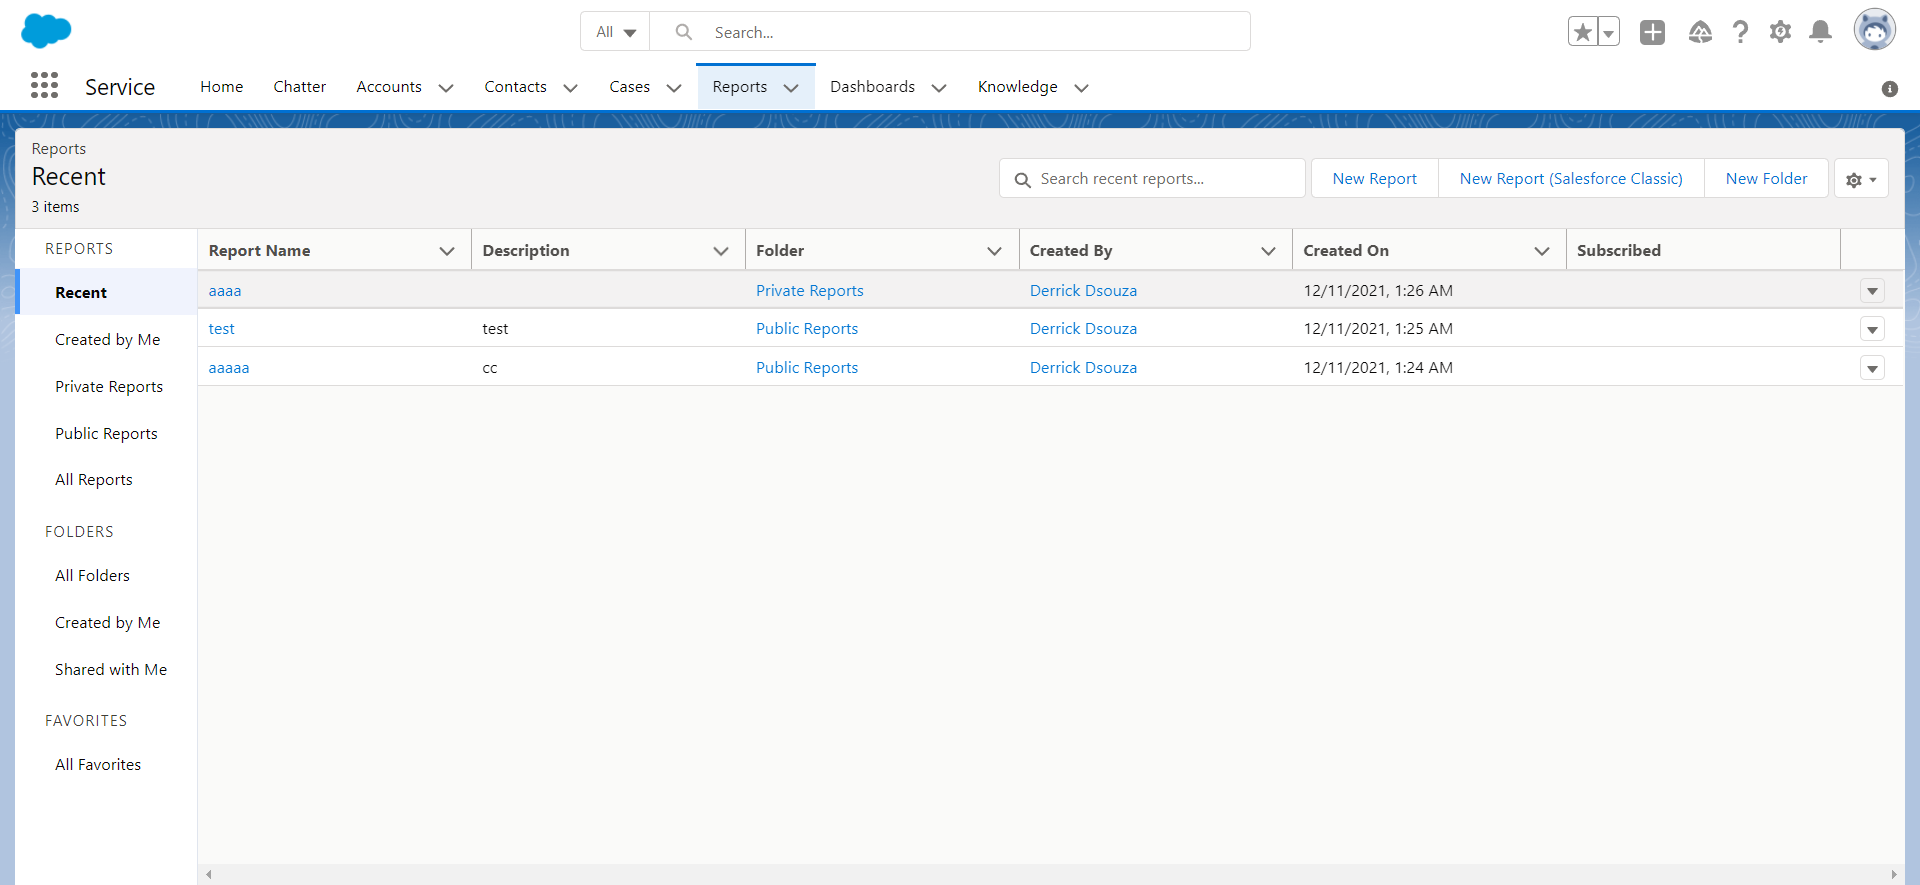 All Search...
Service Home Chatter Accounts Contacts Cases Reports Dashboards Knowledge
Reports
Recent
3 items
Search recent reports... New Report New Report (Salesforce Classic) New Folder
REPORTS
Recent
Created by Me
Private Reports
Public Reports
All Reports
FOLDERS
All Folders
Created by Me
Shared with Me
FAVORITES
All Favorites
Report Name Description Folder Created By Created On Subscribed
aaaa Private Reports Derrick Dsouza 12/11/2021, 1:26 AM
test test Public Reports Derrick Dsouza 12/11/2021, 1:25 AM
aaaaa cc Public Reports Derrick Dsouza 12/11/2021, 1:24 AM